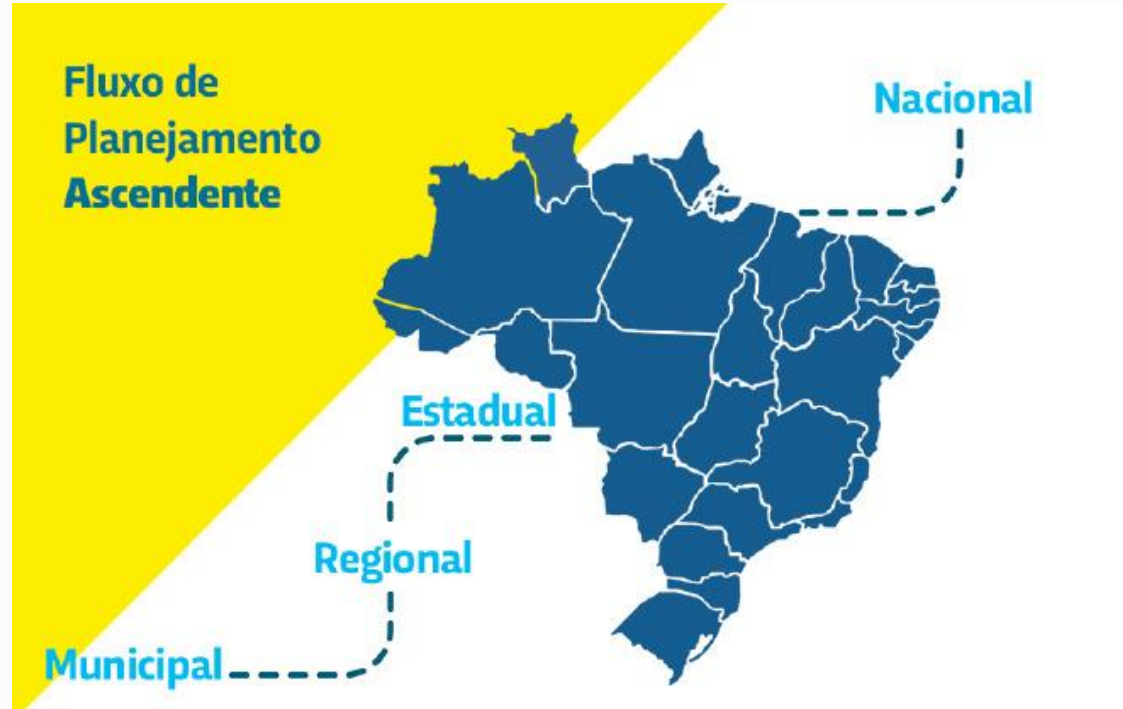 Fluxo de
Planejamento
Ascendente
Nacional
Estadual
Regional
Municipal